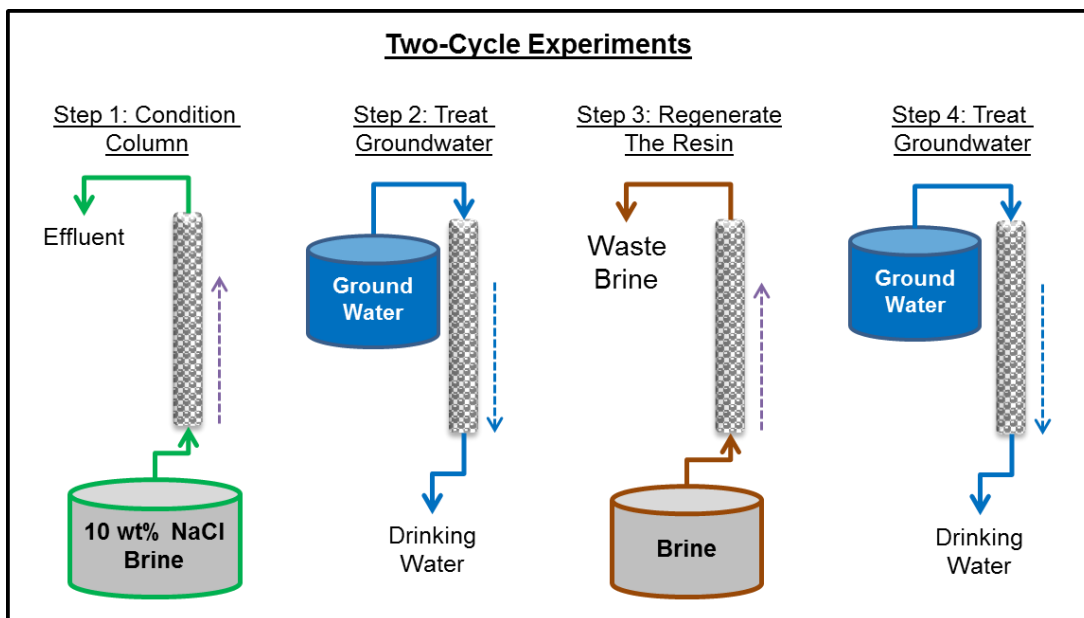 Two-Cycle Experiments
Step 1: Condition
Column
Effluent
10 wt% NaCl
Brine
Step 2: Treat
Groundwater
Ground
Water
Drinking
Water
Step 3: Regenerate
The Resin
Waste
Brine
Brine
Step 4: Treat
Groundwater
Ground
Water
Drinking
Water